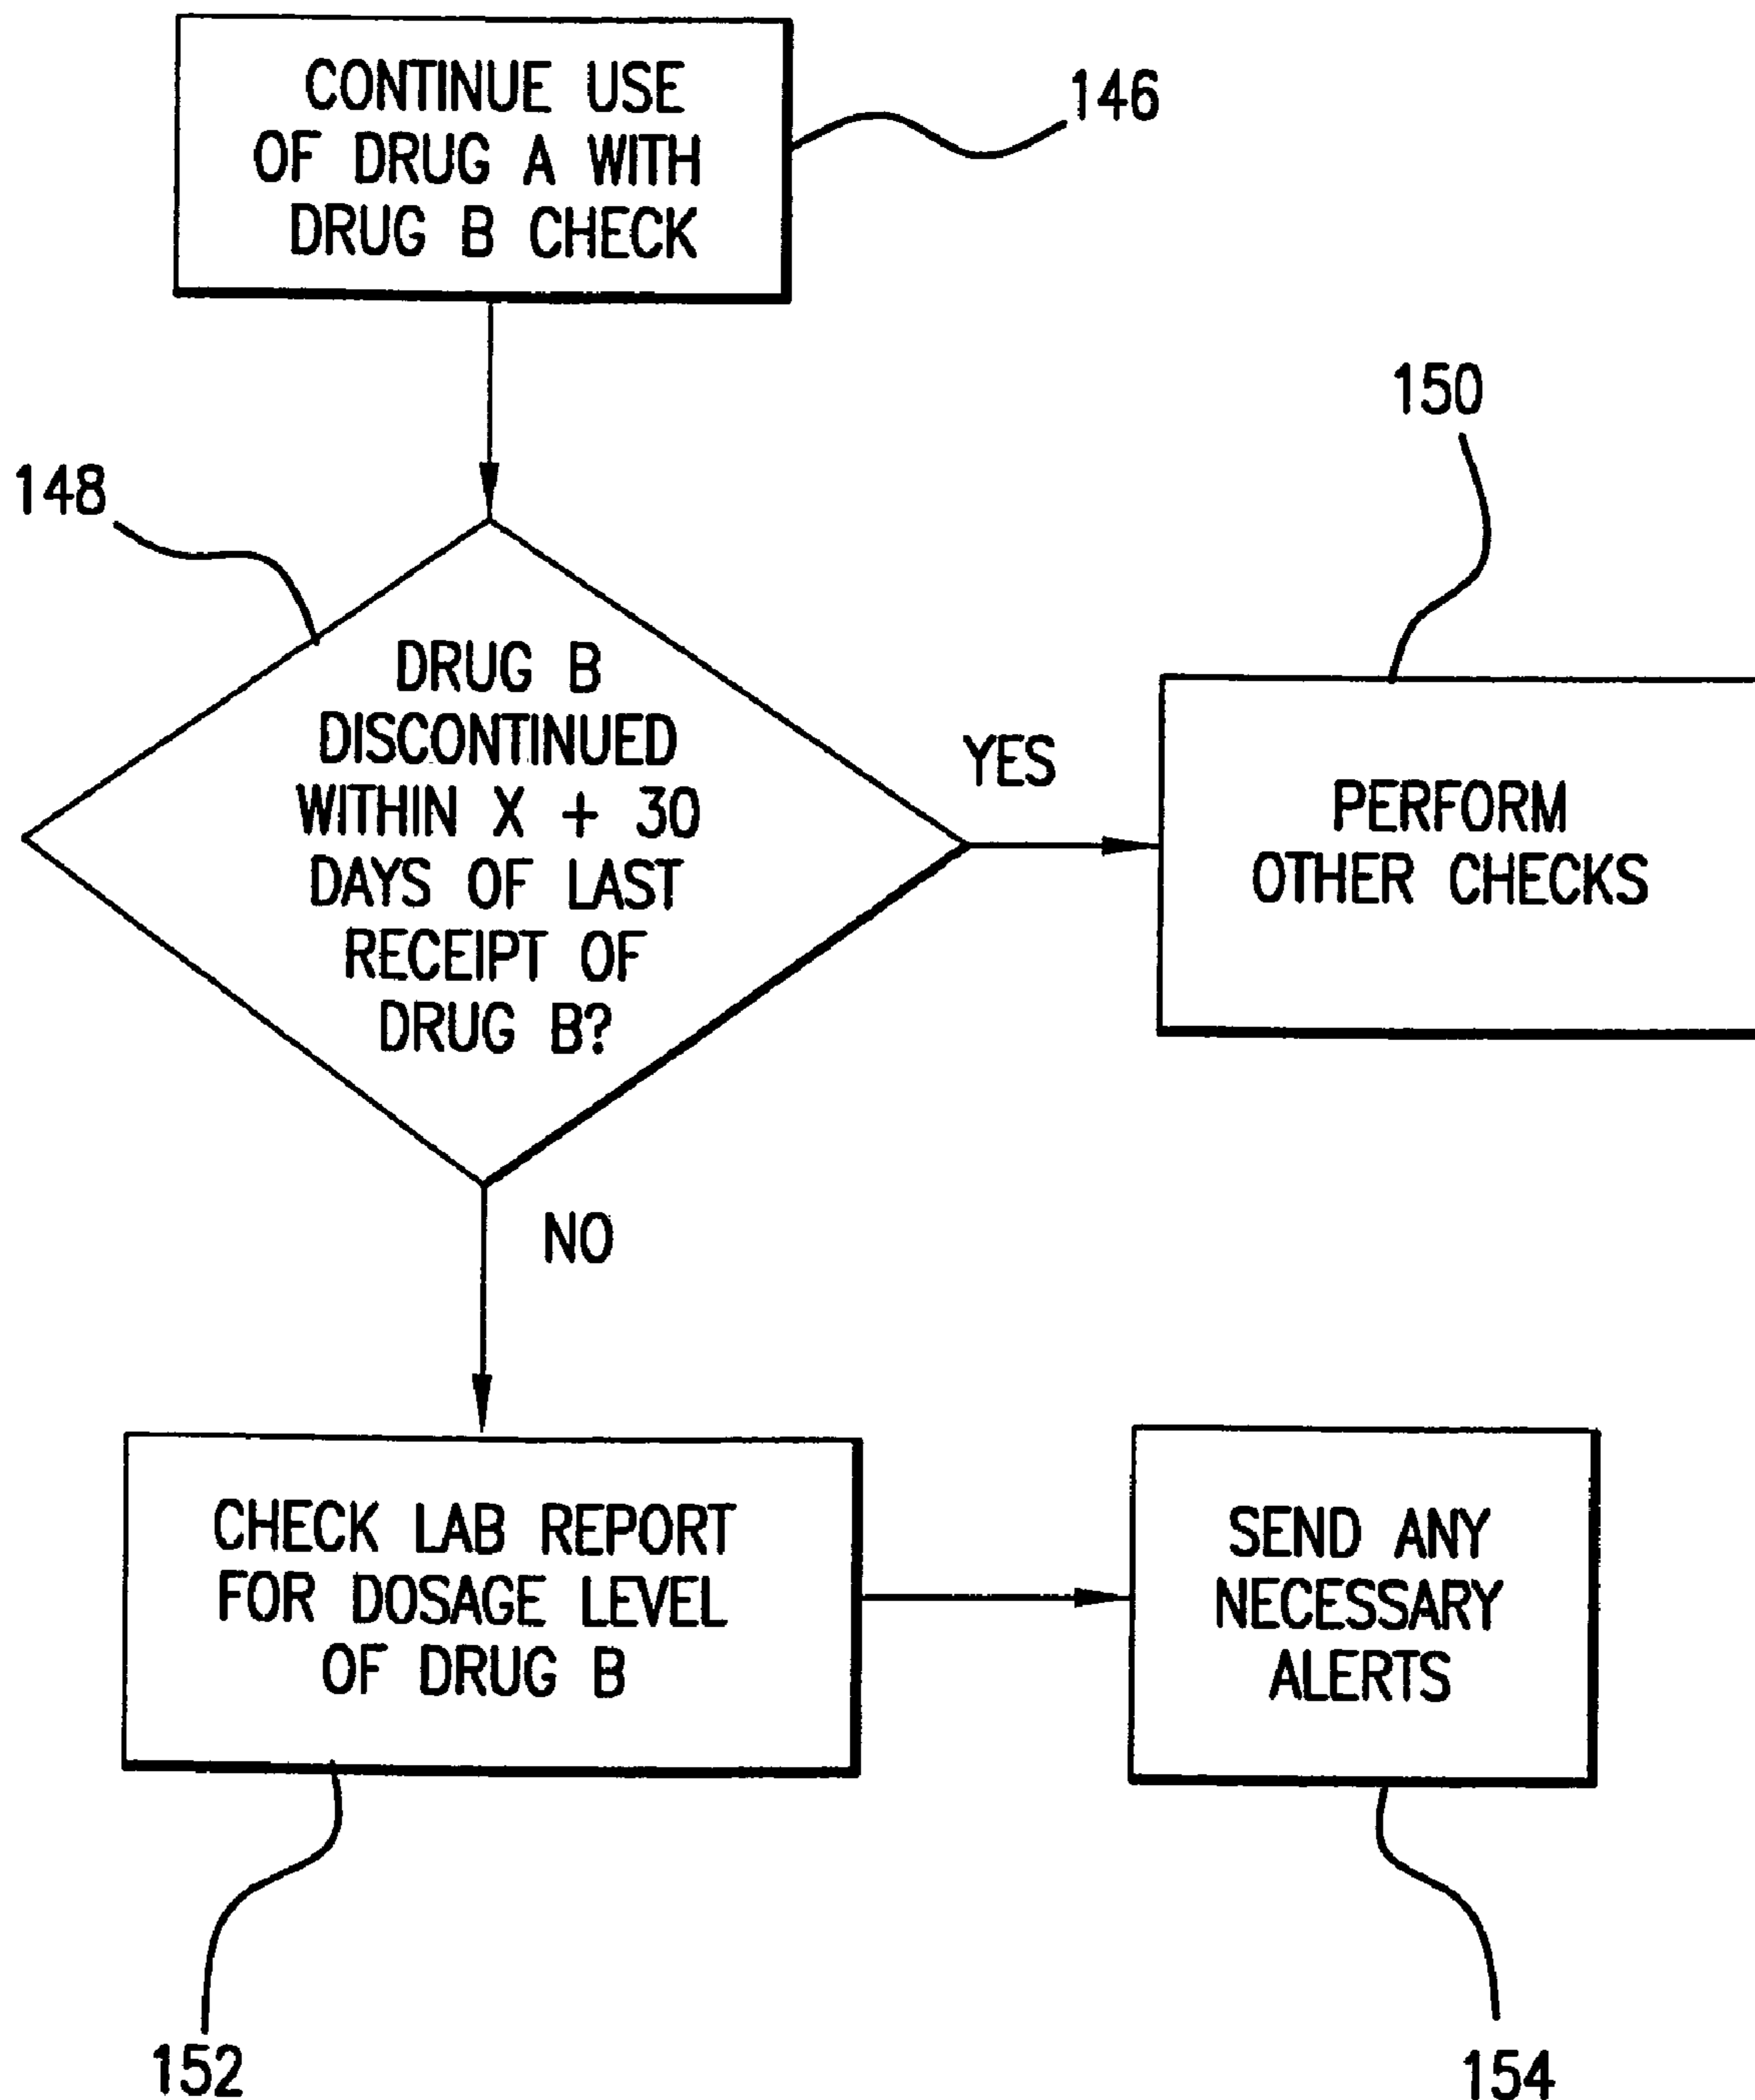 CONTINUE USE
OF DRUG A WITH
DRUG B CHECK
146
150
148
DRUG B
DISCONTINUED
WITHIN X + 30
DAYS OF LAST
RECEIPT OF
DRUG B?
YES
PERFORM
OTHER CHECKS
NO
CHECK LAB REPORT
FOR DOSAGE LEVEL
OF DRUG B
SEND ANY
NECESSARY
ALERTS
152
154